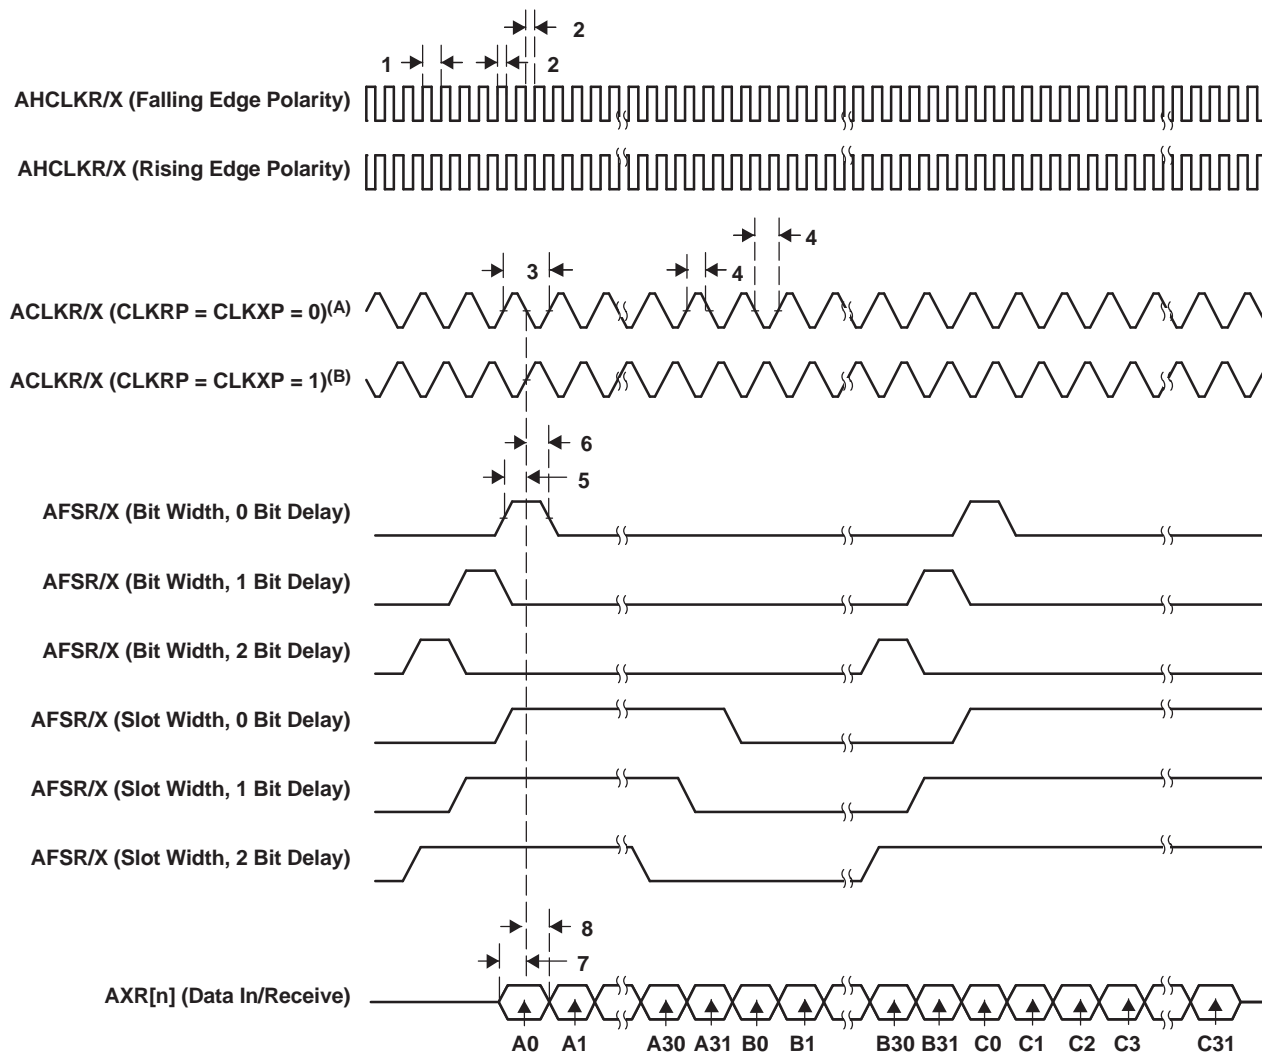 2
1
2
AHCLKR/X (Falling Edge Polarity)
AHCLKR/X (Rising Edge Polarity)
4
3
4
ACLKR/X (CLKRP = CLKXP = 0)(A)
ACLKR/X (CLKRP = CLKXP = 1)(B)
6
5
AFSR/X (Bit Width, 0 Bit Delay)
AFSR/X (Bit Width, 1 Bit Delay)
AFSR/X (Bit Width, 2 Bit Delay)
AFSR/X (Slot Width, 0 Bit Delay)
AFSR/X (Slot Width, 1 Bit Delay)
AFSR/X (Slot Width, 2 Bit Delay)
8
7
AXR[n] (Data In/Receive)
A0 A1 A30 A31 B0 B1 B30 B31 C0 C1 C2 C3 C31